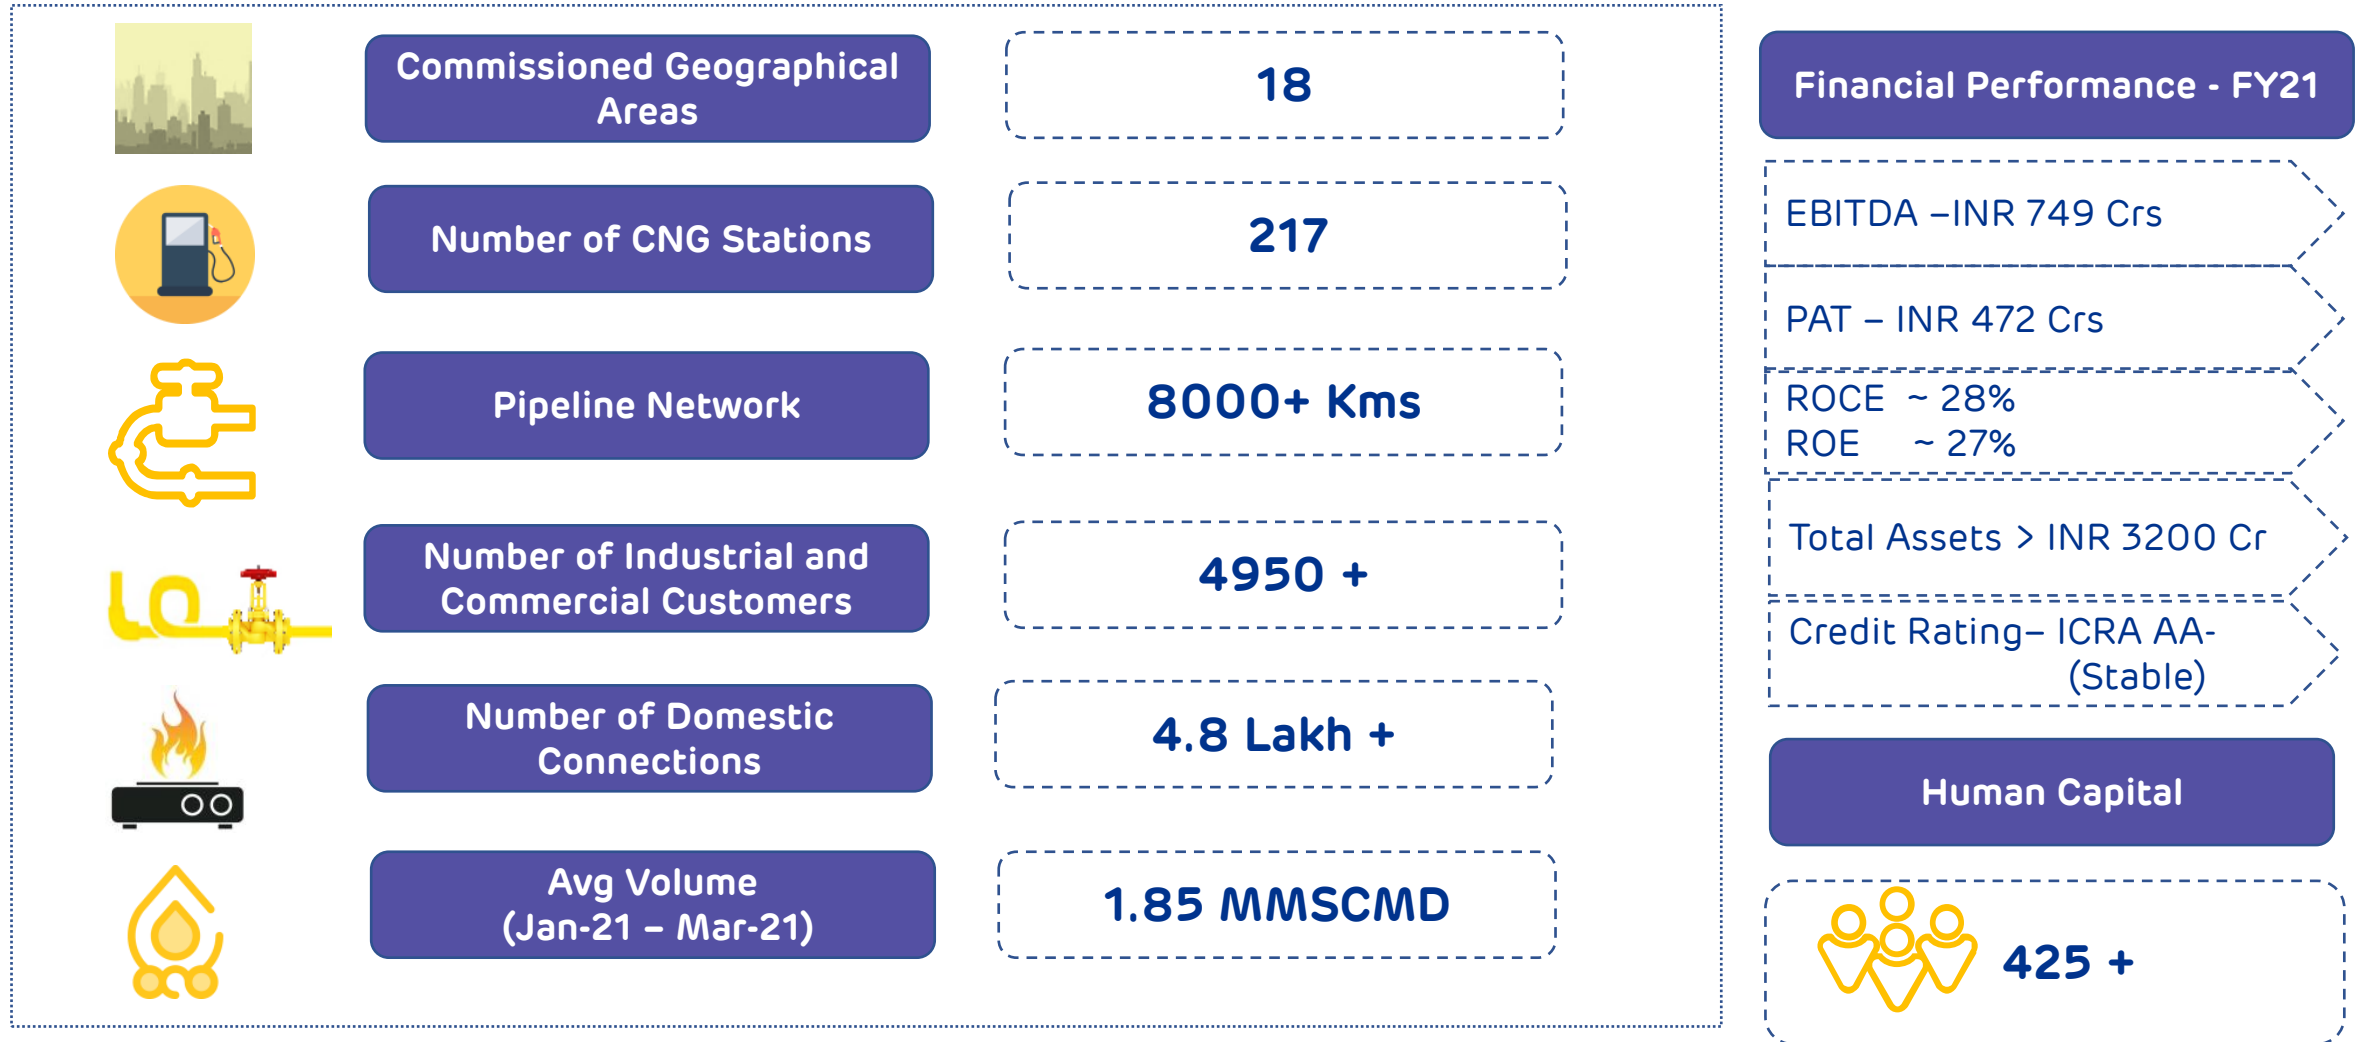 Commissioned Geographical
Areas
18
Number of CNG Stations
217
Pipeline Network
8000+ Kms
Number of Industrial and
Commercial Customers
4950 +
Number of Domestic
Connections
4.8 Lakh +
Avg Volume
(Jan-21 – Mar-21)
1.85 MMSCMD
Financial Performance - FY21
EBITDA –INR 749 Crs
PAT – INR 472 Crs
ROCE ~ 28%
ROE ~ 27%
Total Assets > INR 3200 Cr
Credit Rating– ICRA AA-
(Stable)
Human Capital
425 +